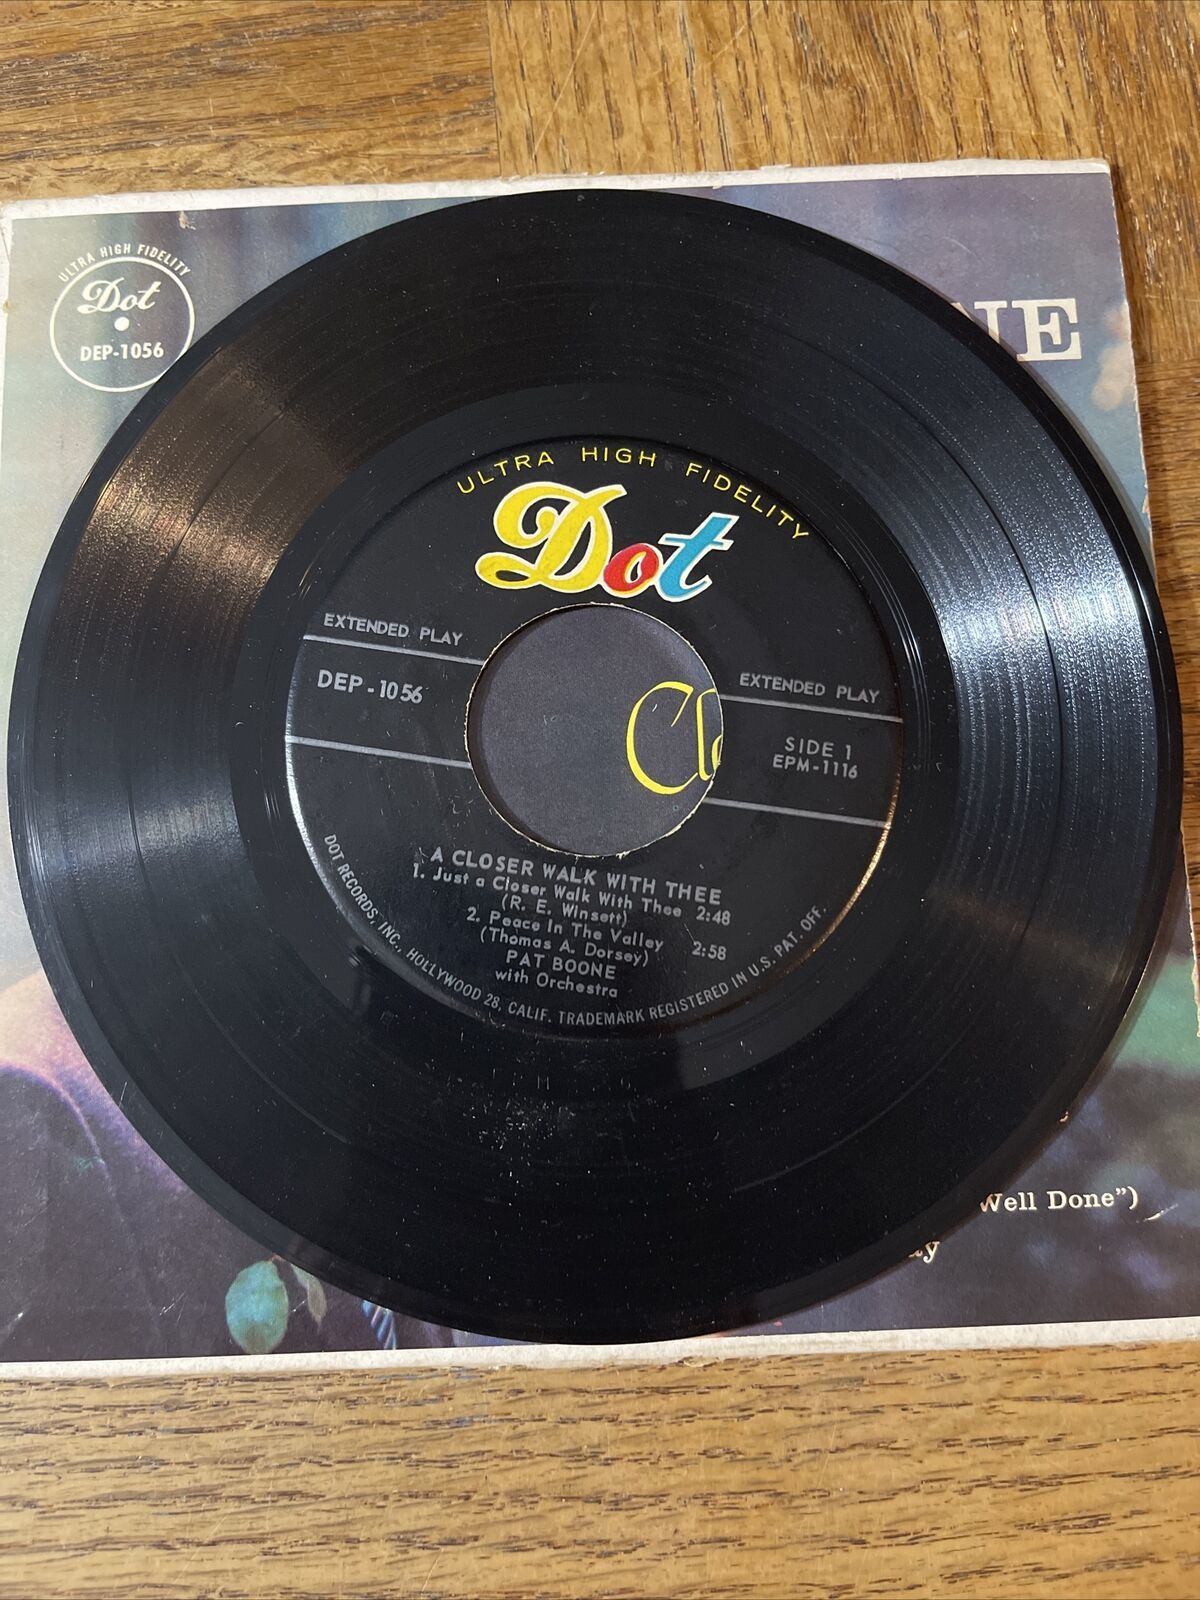 ULTRA HIGH FIDELITY
Dot
DEP-1056
NE
ULTRA HIGH FIDELITY
Dot
EXTENDED PLAY
DEP-1056
EXTENDED PLAY
SIDE 1
EPM-1116
Clo
A CLOSER WALK WITH THEE
1. Just a Closer Walk With Thee 2:48
(R. E. Winsett)
2. Peace In The Valley 2:58
(Thomas A. Dorsey)
PAT BOONE
with Orchestra
DOT RECORDS, INC., HOLLYWOOD 28, CALIF. TRADEMARK REGISTERED IN U.S. PAT. OFF.
Well Done")
ay